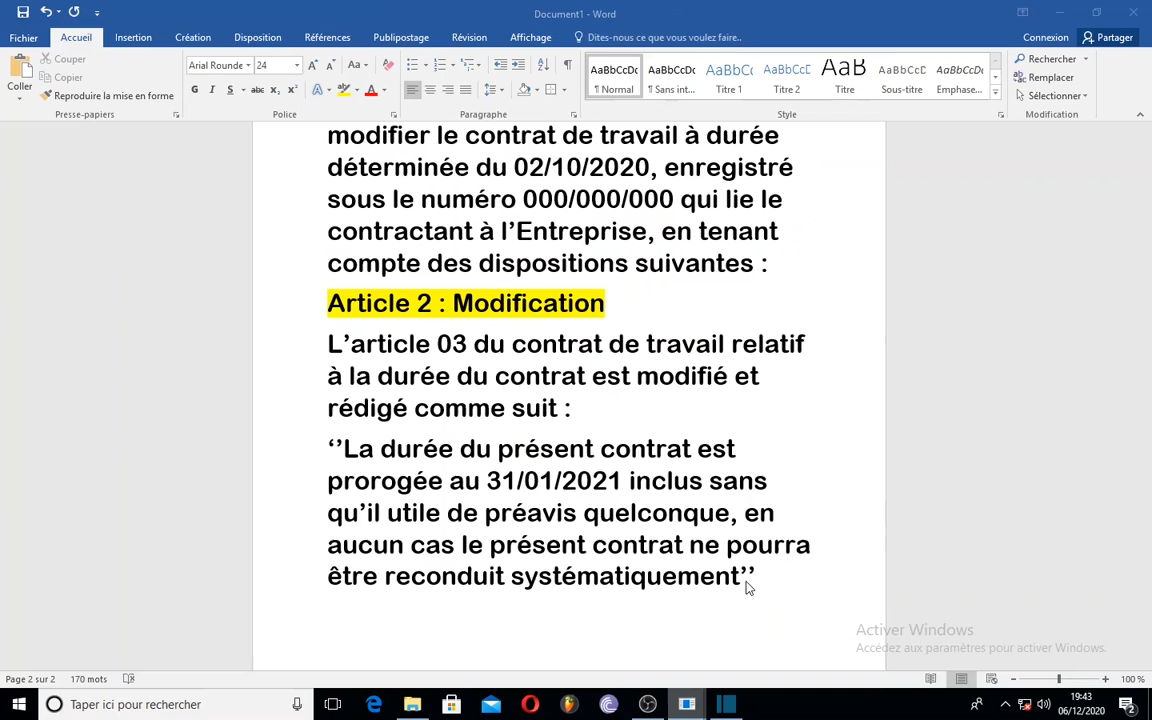 Document1 - Word
Fichier Accueil Insertion Création Disposition Références Publipostage Révision Affichage Dites-nous ce que vous voulez faire.. Connexion Partager
Coller
Couper
Copier
Reproduire la mise en forme
Presse-papiers
Arial Rounde 24
G I S abc x₂ x²
Police
Paragraphe
AaBbCcDc AaBbCcDc AaBbCc AaBbCcE AaB AaBbCcD AaBbCcDc
¶ Normal ¶ Sans int... Titre 1 Titre 2 Titre Sous-titre Emphase...
Style
Rechercher
Remplacer
Sélectionner
Modification
modifier le contrat de travail à durée
déterminée du 02/10/2020, enregistré
sous le numéro 000/000/000 qui lie le
contractant à l’Entreprise, en tenant
compte des dispositions suivantes :
Article 2 : Modification
L’article 03 du contrat de travail relatif
à la durée du contrat est modifié et
rédigé comme suit :
‘’La durée du présent contrat est
prorogée au 31/01/2021 inclus sans
qu’il utile de préavis quelconque, en
aucun cas le présent contrat ne pourra
être reconduit systématiquement’’
Activer Windows
Accédez aux paramètres pour activer Windows.
Page 2 sur 2 170 mots 100 %
Taper ici pour rechercher
19:43
06/12/2020
2